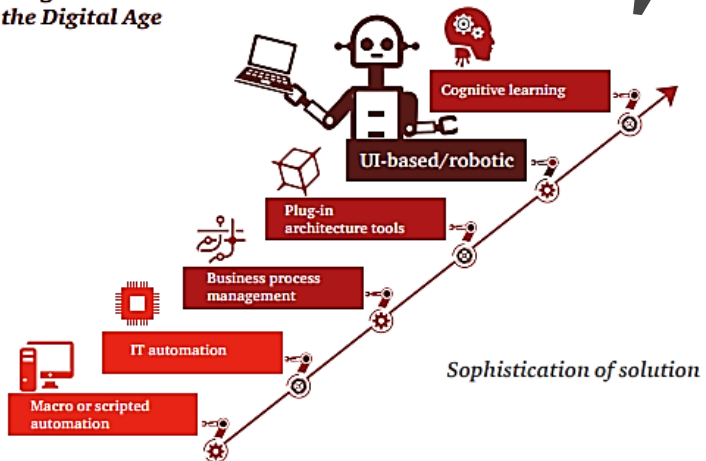 the Digital Age
Cognitive learning
UI-based/robotic
Plug-in
architecture tools
Business process
management
IT automation
Sophistication of solution
Macro or scripted
automation